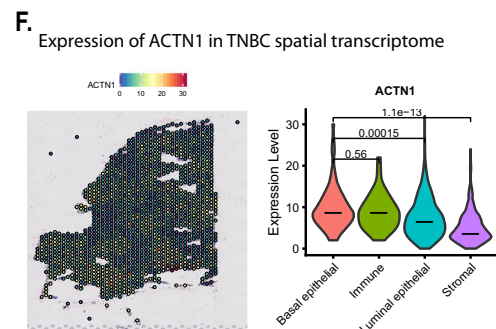 F.
Expression of ACTN1 in TNBC spatial transcriptome
ACTN1
0 10 20 30
ACTN1
Expression Level
30
20
10
0
1.1e−13
0.00015
0.56
Basal epithelial
Immune
Luminal epithelial
Stromal